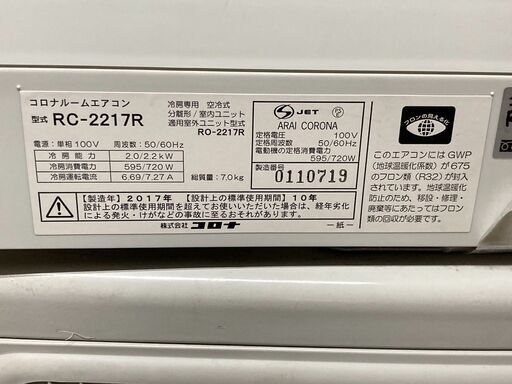 コロナルームエアコン
型式 RC-2217R
冷房専用 空冷式
分離形／室内ユニット
適用室外ユニット型式
RO-2217R
電源：単相100V 周波数：50/60Hz
冷房能力 2.0/2.2kW
冷房消費電力 595/720W
冷房運転電流 6.69/7.27A
総質量：7.0kg
JET
ARAI CORONA
定格電圧 100V
定格周波数 50/60Hz
電動機の定格消費電力
595/720W
製造番号
0110719
フロンの見える化
このエアコンにはGWP
（地球温暖化係数）が675
のフロン類（R32）が封入
されています。地球温暖化
防止のため、移設・修理・
廃棄等にあたってはフロン
類の回収が必要です。
【製造年】2017年 【設計上の標準使用期間】10年
設計上の標準使用期間を超えてお使いいただいた場合は、経年劣化
による発火・けがなどの事故に至るおそれがあります。
株式会社 コロナ
－紙－